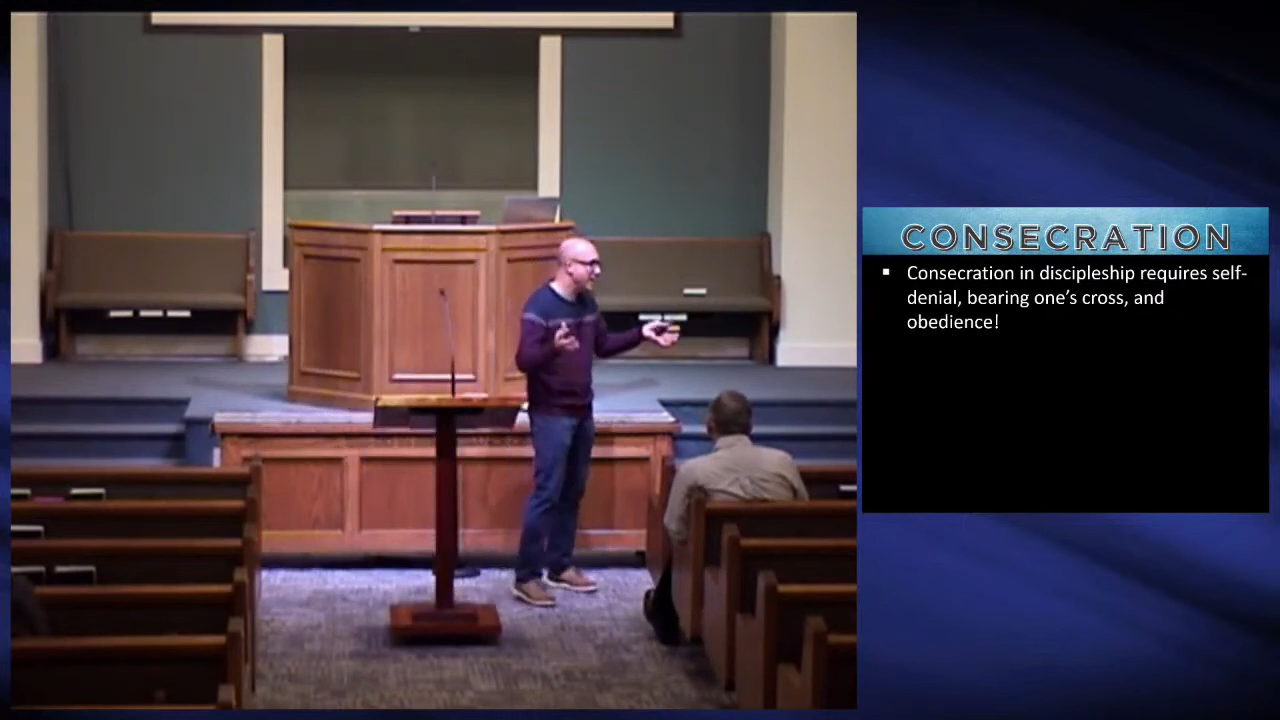 CONSECRATION
▪ Consecration in discipleship requires self-
denial, bearing one’s cross, and
obedience!